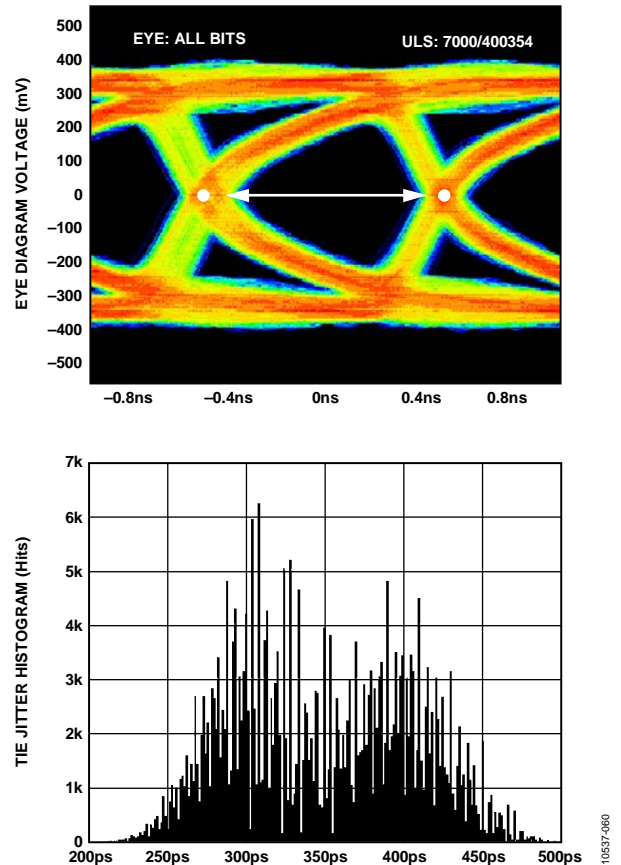 EYE: ALL BITS
ULS: 7000/400354
EYE DIAGRAM VOLTAGE (mV)
500
400
300
200
100
0
–100
–200
–300
–400
–500
–0.8ns –0.4ns 0ns 0.4ns 0.8ns
TIE JITTER HISTOGRAM (Hits)
7k
6k
5k
4k
3k
2k
1k
0
200ps 250ps 300ps 350ps 400ps 450ps 500ps
10537-060